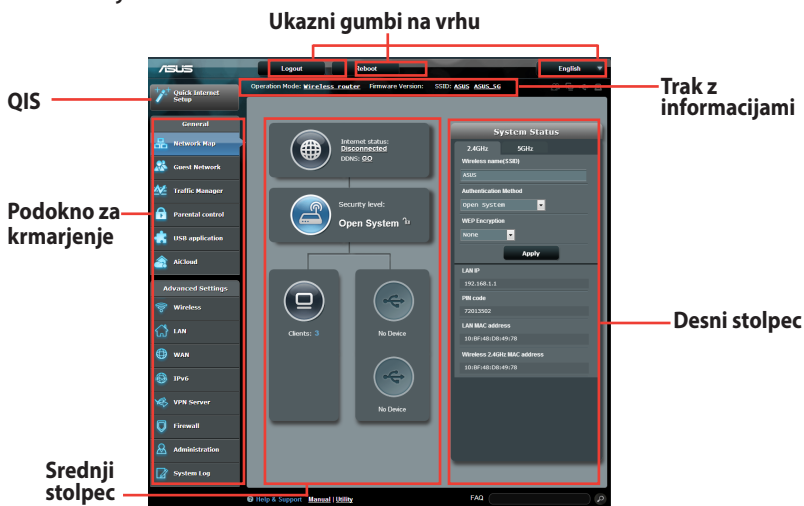 Ukazni gumbi na vrhu
ASUS
Logout
Reboot
English
QIS
Quick Internet
Setup
Operation Mode: Wireless router Firmware Version: SSID: ASUS ASUS_5G
Trak z
informacijami
Podokno za
krmarjenje
General
Network Map
Guest Network
Traffic Manager
Parental control
USB application
AiCloud
Advanced Settings
Wireless
LAN
WAN
IPv6
VPN Server
Firewall
Administration
System Log
Internet status:
Disconnected
DDNS: GO
Security level:
Open System
Clients: 3
No Device
No Device
System Status
2.4GHz 5GHz
Wireless name(SSID)
ASUS
Authentication Method
Open System
WEP Encryption
None
Apply
LAN IP
192.168.1.1
PIN code
72013502
LAN MAC address
10:BF:48:D8:49:78
Wireless 2.4GHz MAC address
10:BF:48:D8:49:78
Desni stolpec
Srednji
stolpec
Help & Support Manual | Utility
FAQ